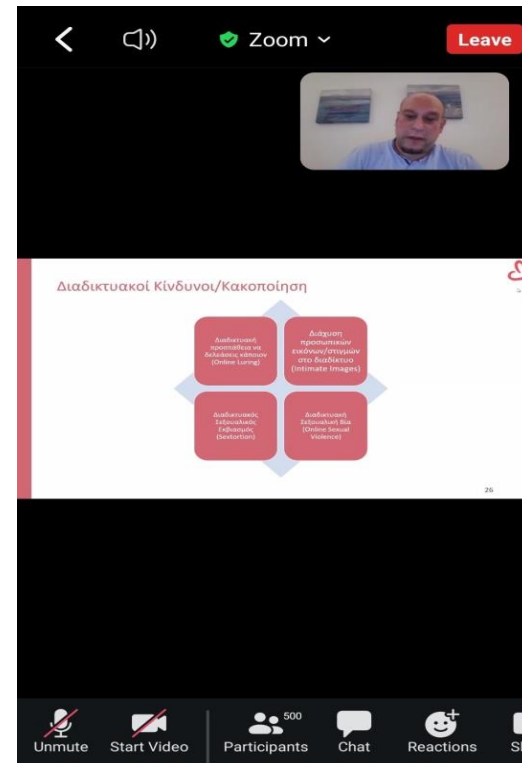 Zoom
Leave
Διαδικτυακοί Κίνδυνοι/Κακοποίηση
Διαδικτυακή
προσπάθεια να
δελεάσεις κάποιον
(Online Luring)
Διάχυση
προσωπικών
εικόνων/στιγμών
στο διαδίκτυο
(Intimate Images)
Διαδικτυακός
Σεξουαλικός
Εκβιασμός
(Sextortion)
Διαδικτυακή
Σεξουαλική Βία
(Online Sexual
Violence)
26
500
Unmute
Start Video
Participants
Chat
Reactions